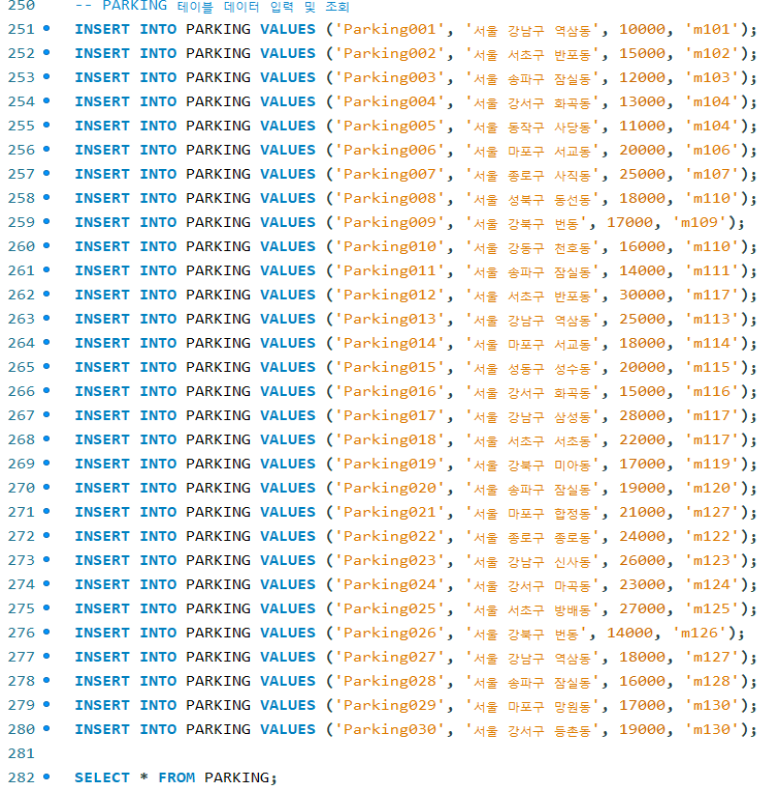 250 -- PARKING 테이블 데이터 입력 및 조회
251 INSERT INTO PARKING VALUES ('Parking001', '서울 강남구 역삼동', 10000, 'm101');
252 INSERT INTO PARKING VALUES ('Parking002', '서울 서초구 반포동', 15000, 'm102');
253 INSERT INTO PARKING VALUES ('Parking003', '서울 송파구 잠실동', 12000, 'm103');
254 INSERT INTO PARKING VALUES ('Parking004', '서울 강서구 화곡동', 13000, 'm104');
255 INSERT INTO PARKING VALUES ('Parking005', '서울 동작구 사당동', 11000, 'm104');
256 INSERT INTO PARKING VALUES ('Parking006', '서울 마포구 서교동', 20000, 'm106');
257 INSERT INTO PARKING VALUES ('Parking007', '서울 종로구 사직동', 25000, 'm107');
258 INSERT INTO PARKING VALUES ('Parking008', '서울 성북구 동선동', 18000, 'm110');
259 INSERT INTO PARKING VALUES ('Parking009', '서울 강북구 번동', 17000, 'm109');
260 INSERT INTO PARKING VALUES ('Parking010', '서울 강동구 천호동', 16000, 'm110');
261 INSERT INTO PARKING VALUES ('Parking011', '서울 송파구 잠실동', 14000, 'm111');
262 INSERT INTO PARKING VALUES ('Parking012', '서울 서초구 반포동', 30000, 'm117');
263 INSERT INTO PARKING VALUES ('Parking013', '서울 강남구 역삼동', 25000, 'm113');
264 INSERT INTO PARKING VALUES ('Parking014', '서울 마포구 서교동', 18000, 'm114');
265 INSERT INTO PARKING VALUES ('Parking015', '서울 성동구 성수동', 20000, 'm115');
266 INSERT INTO PARKING VALUES ('Parking016', '서울 강서구 화곡동', 15000, 'm116');
267 INSERT INTO PARKING VALUES ('Parking017', '서울 강남구 삼성동', 28000, 'm117');
268 INSERT INTO PARKING VALUES ('Parking018', '서울 서초구 서초동', 22000, 'm117');
269 INSERT INTO PARKING VALUES ('Parking019', '서울 강북구 미아동', 17000, 'm119');
270 INSERT INTO PARKING VALUES ('Parking020', '서울 송파구 잠실동', 19000, 'm120');
271 INSERT INTO PARKING VALUES ('Parking021', '서울 마포구 합정동', 21000, 'm127');
272 INSERT INTO PARKING VALUES ('Parking022', '서울 종로구 종로동', 24000, 'm122');
273 INSERT INTO PARKING VALUES ('Parking023', '서울 강남구 신사동', 26000, 'm123');
274 INSERT INTO PARKING VALUES ('Parking024', '서울 강서구 마곡동', 23000, 'm124');
275 INSERT INTO PARKING VALUES ('Parking025', '서울 서초구 방배동', 27000, 'm125');
276 INSERT INTO PARKING VALUES ('Parking026', '서울 강북구 번동', 14000, 'm126');
277 INSERT INTO PARKING VALUES ('Parking027', '서울 강남구 역삼동', 18000, 'm127');
278 INSERT INTO PARKING VALUES ('Parking028', '서울 송파구 잠실동', 16000, 'm128');
279 INSERT INTO PARKING VALUES ('Parking029', '서울 마포구 망원동', 17000, 'm130');
280 INSERT INTO PARKING VALUES ('Parking030', '서울 강서구 등촌동', 19000, 'm130');
281
282 SELECT * FROM PARKING;